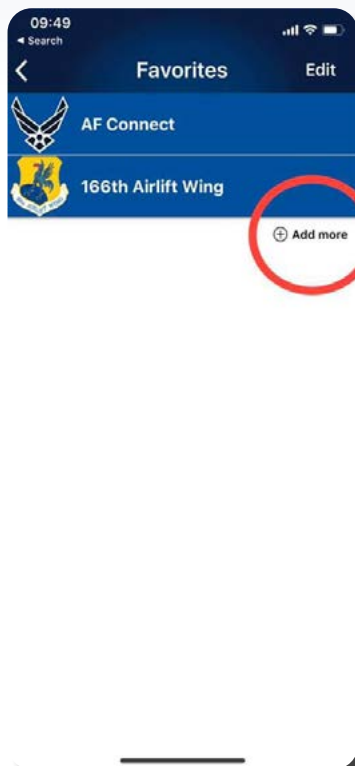 09:49
◄ Search
Favorites
Edit
AF Connect
166th Airlift Wing
Add more